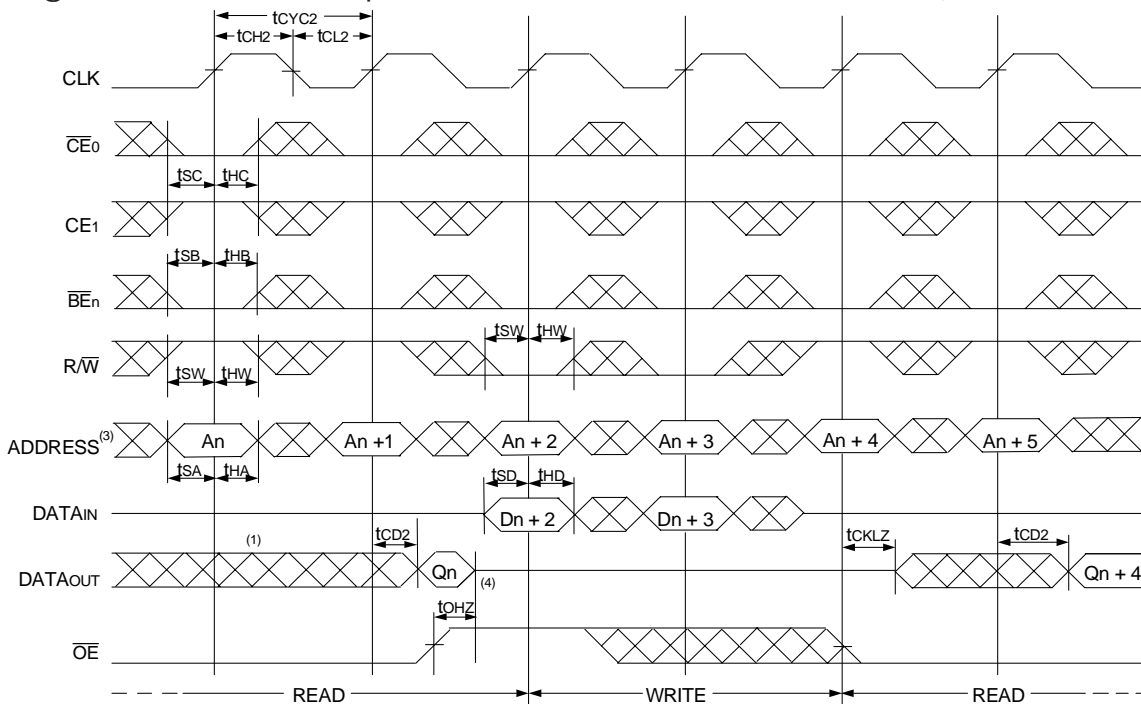 tCYC2
tCH2 tCL2
CLK
CE0
tSC tHC
CE1
tSB tHB
BEn
tSW tHW
R/W
tSW tHW
ADDRESS(3) An An +1 An + 2 An + 3 An + 4 An + 5
tSA tHA
tSD tHD
DATAIN Dn + 2 Dn + 3
(1) tCD2 tCKLZ tCD2
DATAOUT Qn (4) Qn + 4
tOHZ
OE
READ WRITE READ